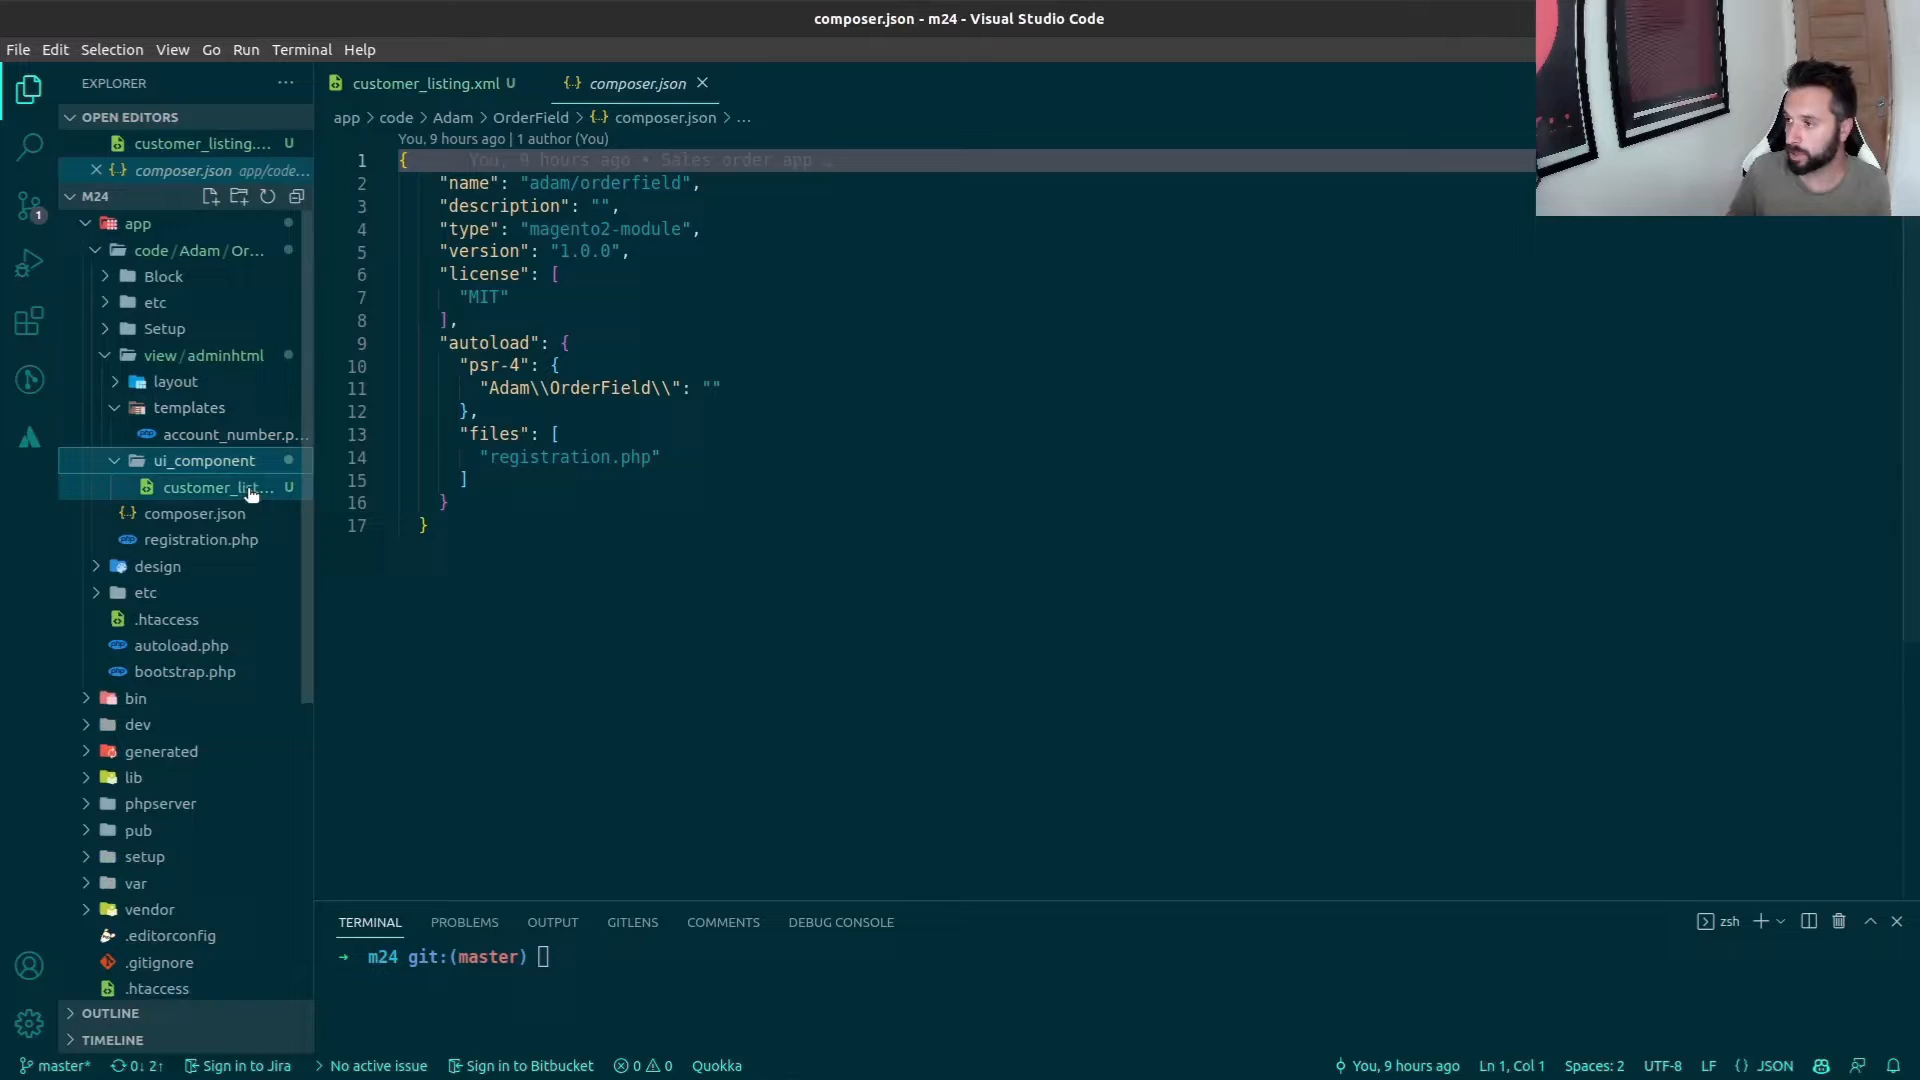 composer.json - m24 - Visual Studio Code
File Edit Selection View Go Run Terminal Help
EXPLORER
OPEN EDITORS
customer_listing.... U
composer.json app/code...
M24
app
code / Adam / Or...
Block
etc
Setup
view / adminhtml
layout
templates
account_number.p...
ui_component
customer_list... U
composer.json
registration.php
design
etc
.htaccess
autoload.php
bootstrap.php
bin
dev
generated
lib
phpserver
pub
setup
var
vendor
.editorconfig
.gitignore
.htaccess
OUTLINE
TIMELINE
1
customer_listing.xml U
composer.json
app > code > Adam > OrderField > composer.json > ...
You, 9 hours ago | 1 author (You)
1 { You, 9 hours ago • Sales order app …
2 "name": "adam/orderfield",
3 "description": "",
4 "type": "magento2-module",
5 "version": "1.0.0",
6 "license": [
7 "MIT"
8 ],
9 "autoload": {
10 "psr-4": {
11 "Adam\\OrderField\\": ""
12 },
13 "files": [
14 "registration.php"
15 ]
16 }
17 }
TERMINAL PROBLEMS OUTPUT GITLENS COMMENTS DEBUG CONSOLE
zsh
→ m24 git:(master)
master* 0↓ 2↑ Sign in to Jira No active issue Sign in to Bitbucket 0 0 Quokka
You, 9 hours ago Ln 1, Col 1 Spaces: 2 UTF-8 LF {} JSON